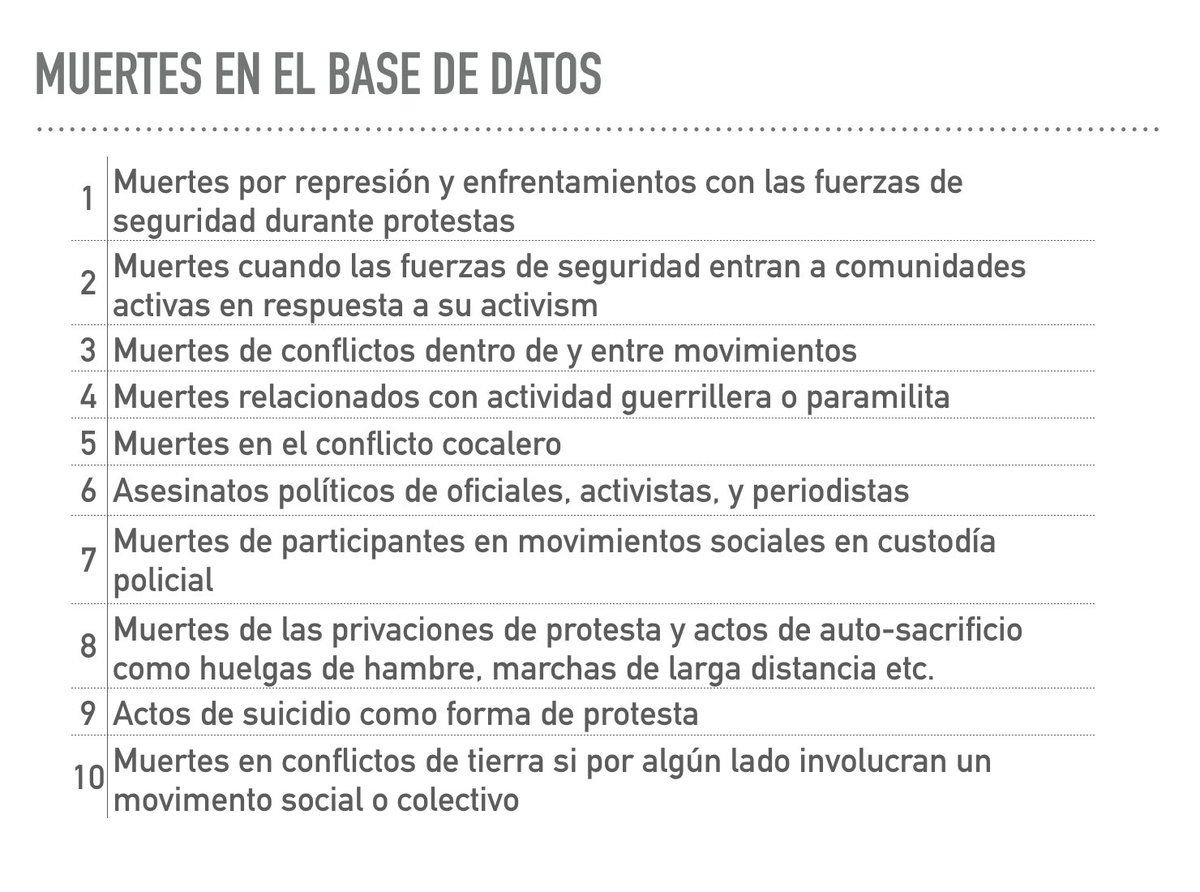 MUERTES EN EL BASE DE DATOS
1 Muertes por represión y enfrentamientos con las fuerzas de
seguridad durante protestas
2 Muertes cuando las fuerzas de seguridad entran a comunidades
activas en respuesta a su activism
3 Muertes de conflictos dentro de y entre movimientos
4 Muertes relacionados con actividad guerrillera o paramilita
5 Muertes en el conflicto cocalero
6 Asesinatos políticos de oficiales, activistas, y periodistas
7 Muertes de participantes en movimientos sociales en custodía
policial
8 Muertes de las privaciones de protesta y actos de auto-sacrificio
como huelgas de hambre, marchas de larga distancia etc.
9 Actos de suicidio como forma de protesta
10 Muertes en conflictos de tierra si por algún lado involucran un
movimento social o colectivo